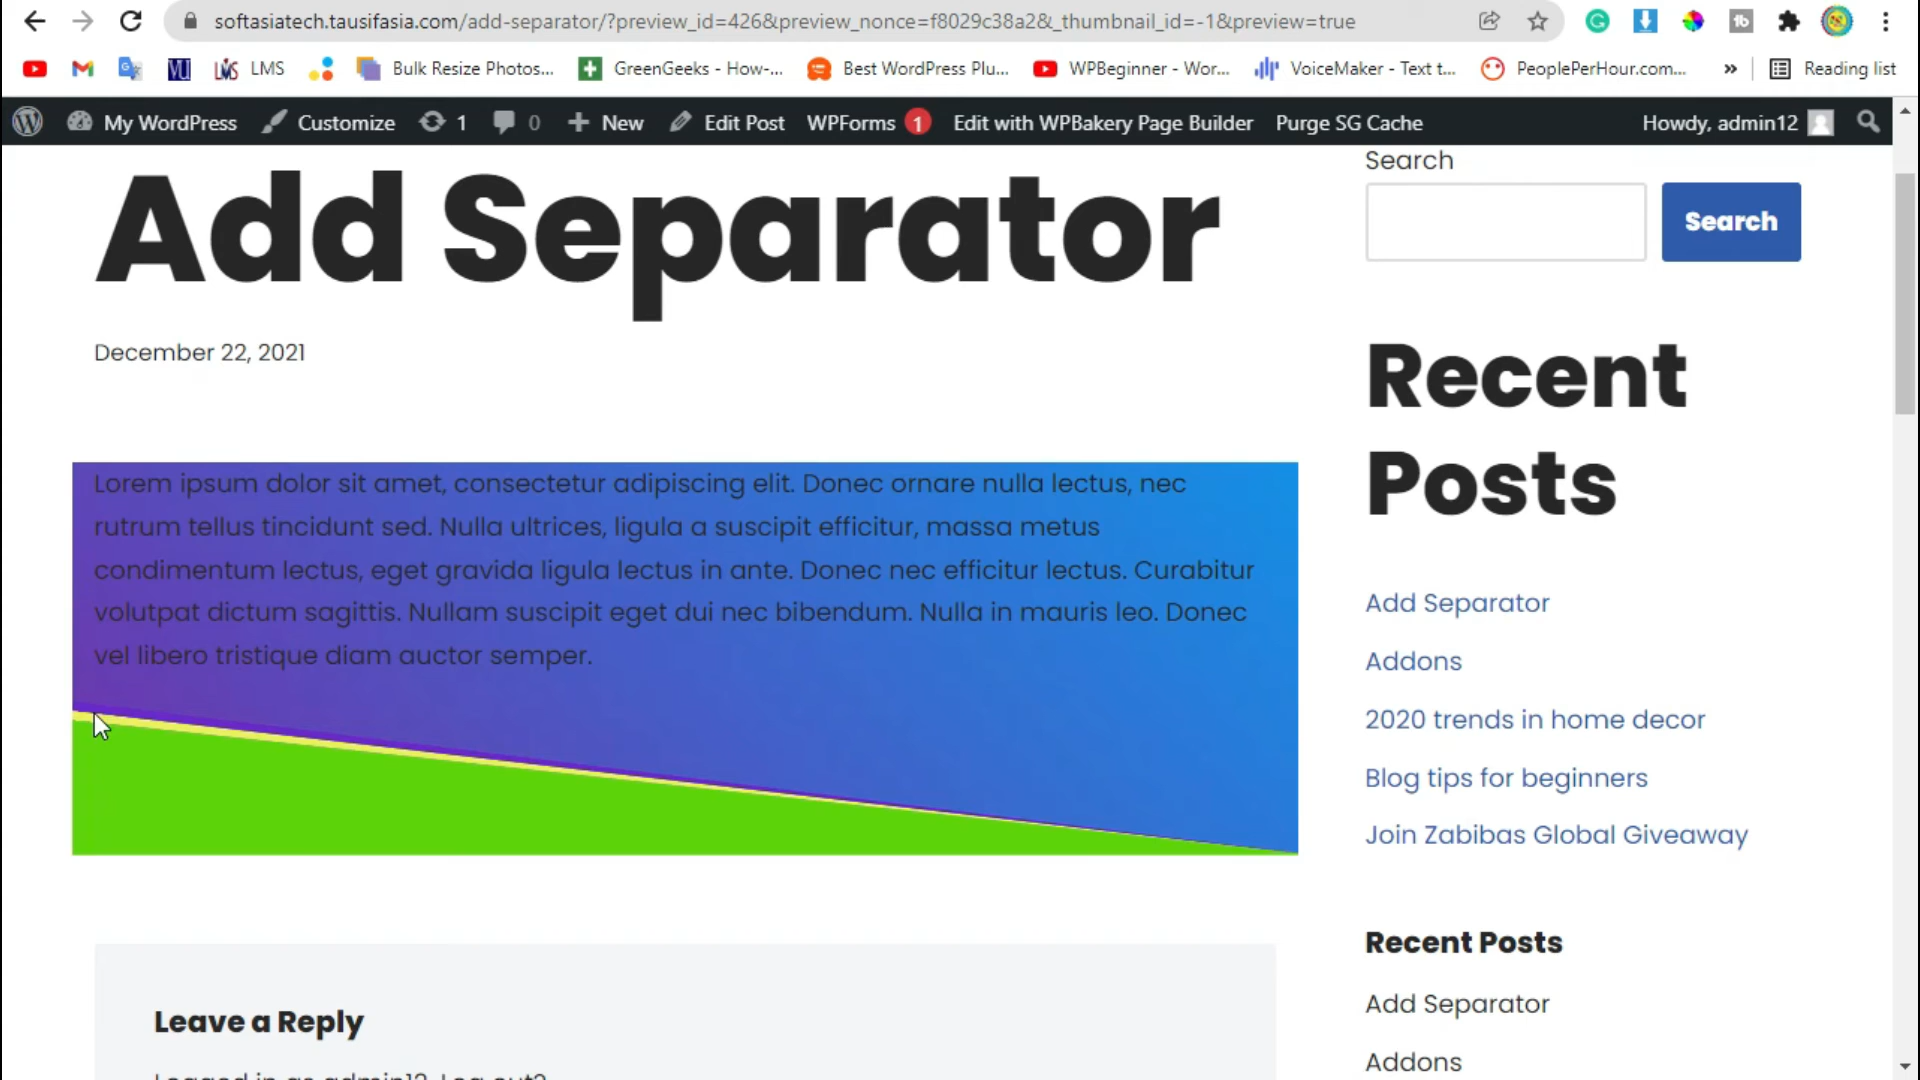 softasiatech.tausifasia.com/add-separator/?preview_id=426&preview_nonce=f8029c38a2&_thumbnail_id=-1&preview=true
LMS Bulk Resize Photos... GreenGeeks - How-... Best WordPress Plu... WPBeginner - Wor... VoiceMaker - Text t... PeoplePerHour.com... » Reading list
My WordPress Customize 1 0 New Edit Post WPForms 1 Edit with WPBakery Page Builder Purge SG Cache Howdy, admin12
Add Separator
December 22, 2021
Lorem ipsum dolor sit amet, consectetur adipiscing elit. Donec ornare nulla lectus, nec
rutrum tellus tincidunt sed. Nulla ultrices, ligula a suscipit efficitur, massa metus
condimentum lectus, eget gravida ligula lectus in ante. Donec nec efficitur lectus. Curabitur
volutpat dictum sagittis. Nullam suscipit eget dui nec bibendum. Nulla in mauris leo. Donec
vel libero tristique diam auctor semper.
Leave a Reply
Logged in as admin12. Log out?
Search
Search
Recent
Posts
Add Separator
Addons
2020 trends in home decor
Blog tips for beginners
Join Zabibas Global Giveaway
Recent Posts
Add Separator
Addons